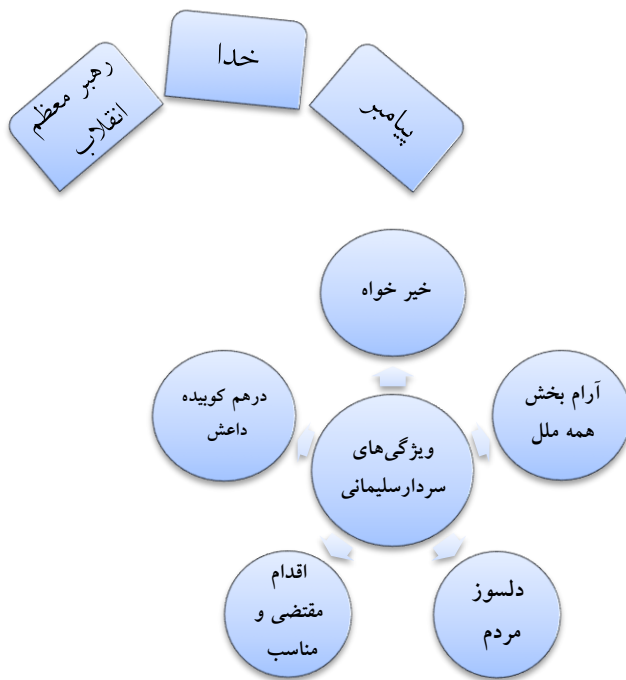 پیامبر
خدا
رهبر معظم
انقلاب
خیر خواه
آرام بخش
همه ملل
درهم کوبیده
داعش
ویژگی‌های
سردارسلیمانی
دلسوز
مردم
اقدام
مقتضی و
مناسب